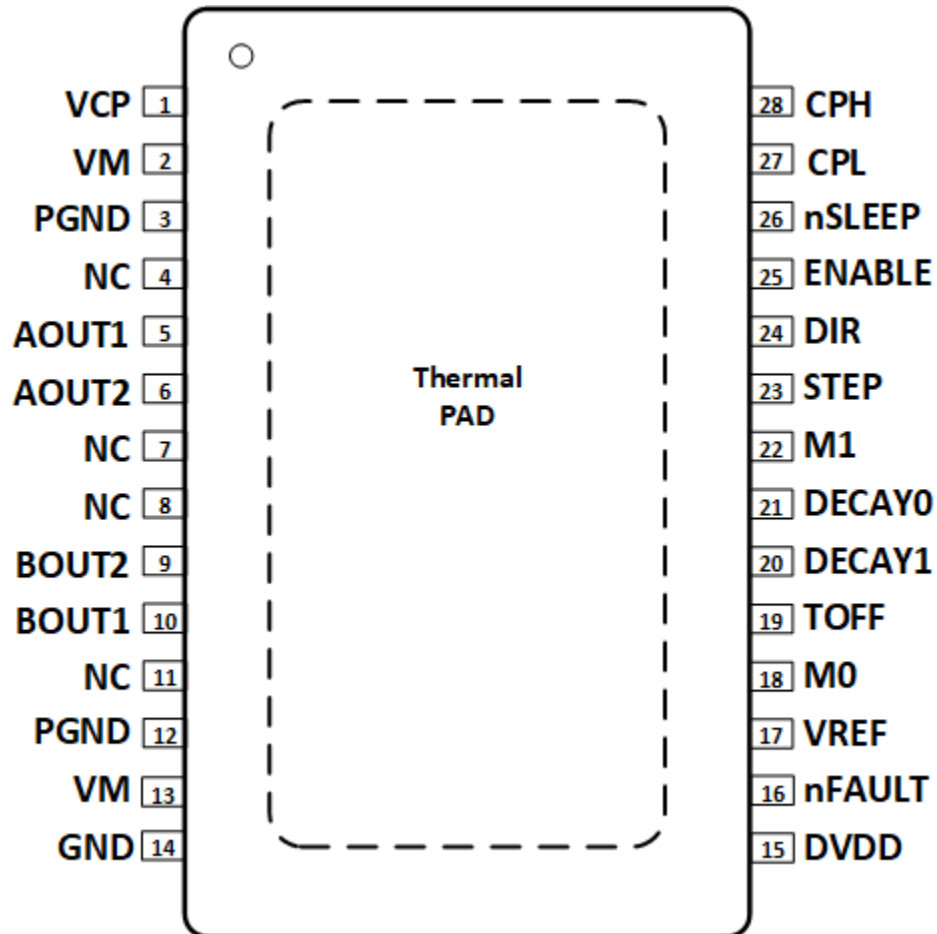 VCP 1
VM 2
PGND 3
NC 4
AOUT1 5
AOUT2 6
NC 7
NC 8
BOUT2 9
BOUT1 10
NC 11
PGND 12
VM 13
GND 14
Thermal
PAD
28 CPH
27 CPL
26 nSLEEP
25 ENABLE
24 DIR
23 STEP
22 M1
21 DECAY0
20 DECAY1
19 TOFF
18 M0
17 VREF
16 nFAULT
15 DVDD